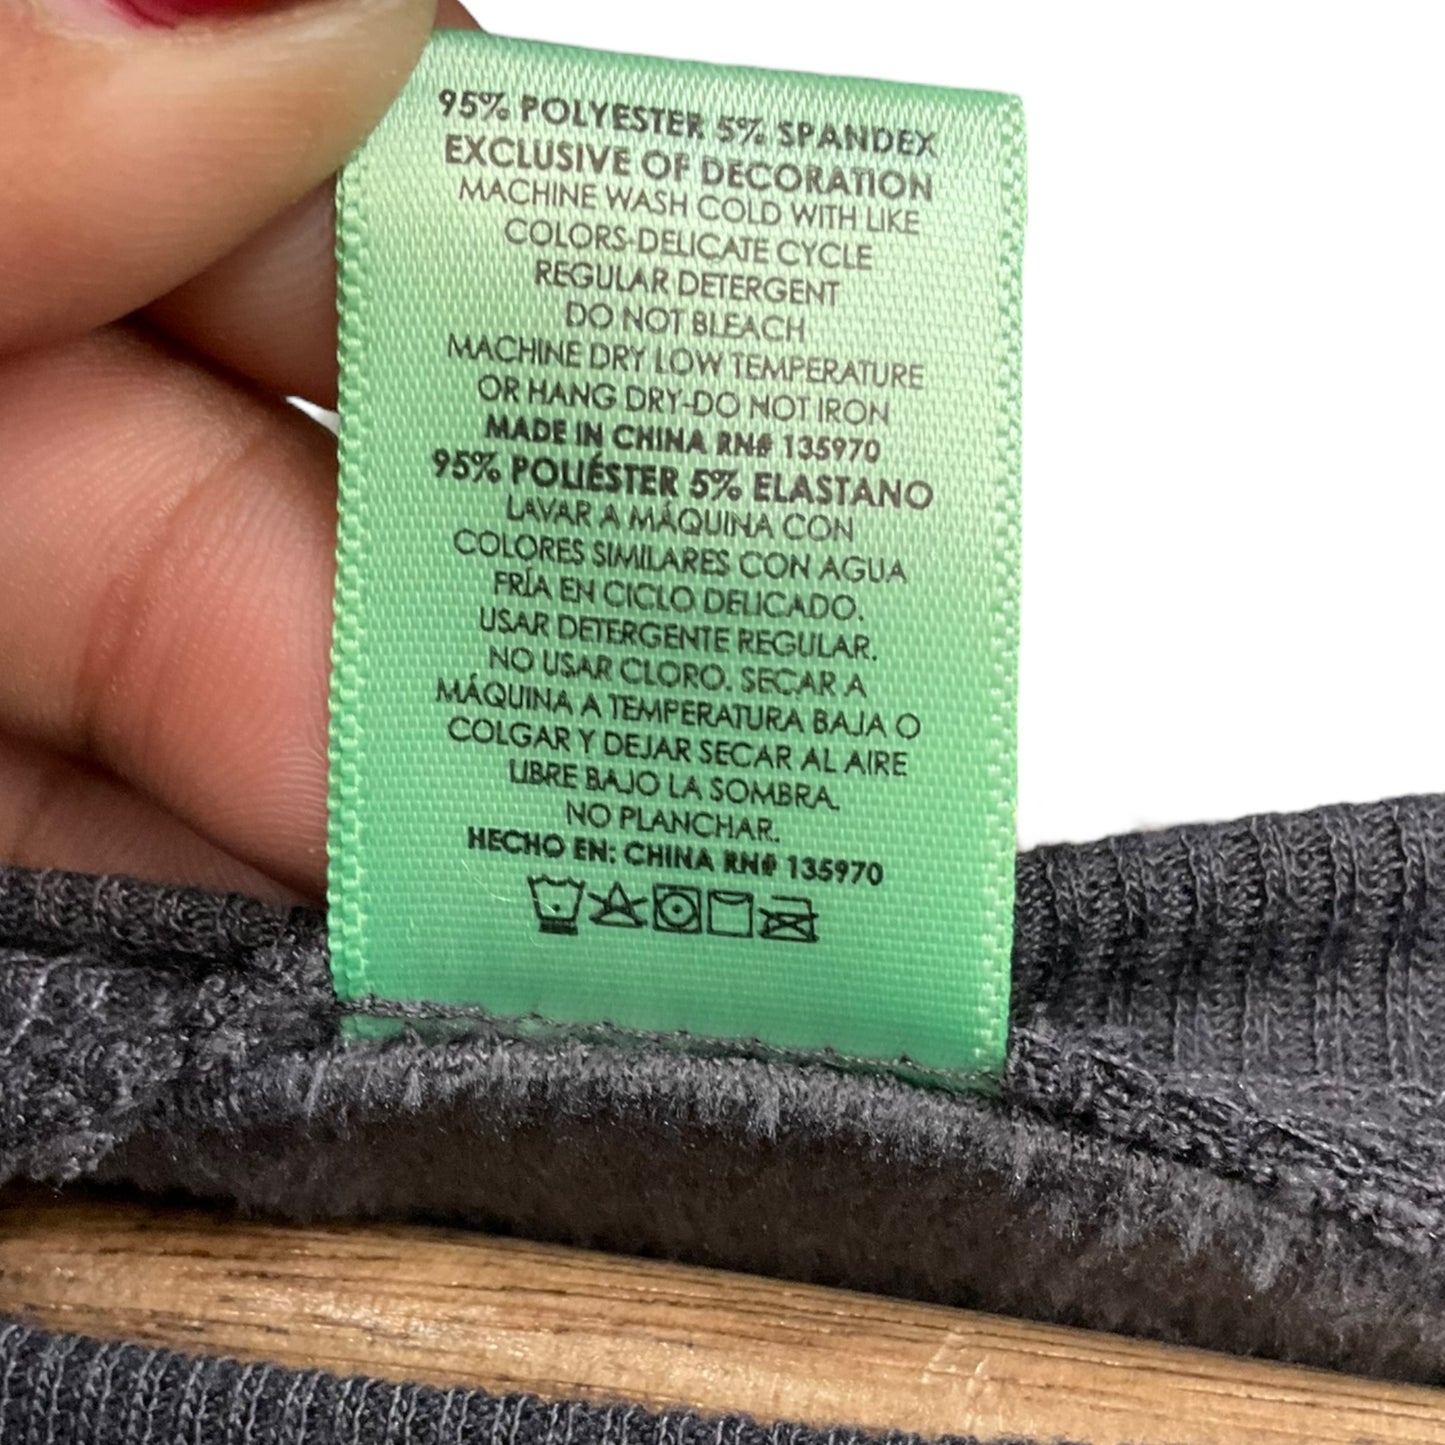 95% POLYESTER 5% SPANDEX
EXCLUSIVE OF DECORATION
MACHINE WASH COLD WITH LIKE
COLORS-DELICATE CYCLE
REGULAR DETERGENT
DO NOT BLEACH
MACHINE DRY LOW TEMPERATURE
OR HANG DRY-DO NOT IRON
MADE IN CHINA RN# 135970
95% POLIÉSTER 5% ELASTANO
LAVAR A MÁQUINA CON
COLORES SIMILARES CON AGUA
FRÍA EN CICLO DELICADO.
USAR DETERGENTE REGULAR.
NO USAR CLORO. SECAR A
MÁQUINA A TEMPERATURA BAJA O
COLGAR Y DEJAR SECAR AL AIRE
LIBRE BAJO LA SOMBRA.
NO PLANCHAR.
HECHO EN: CHINA RN# 135970